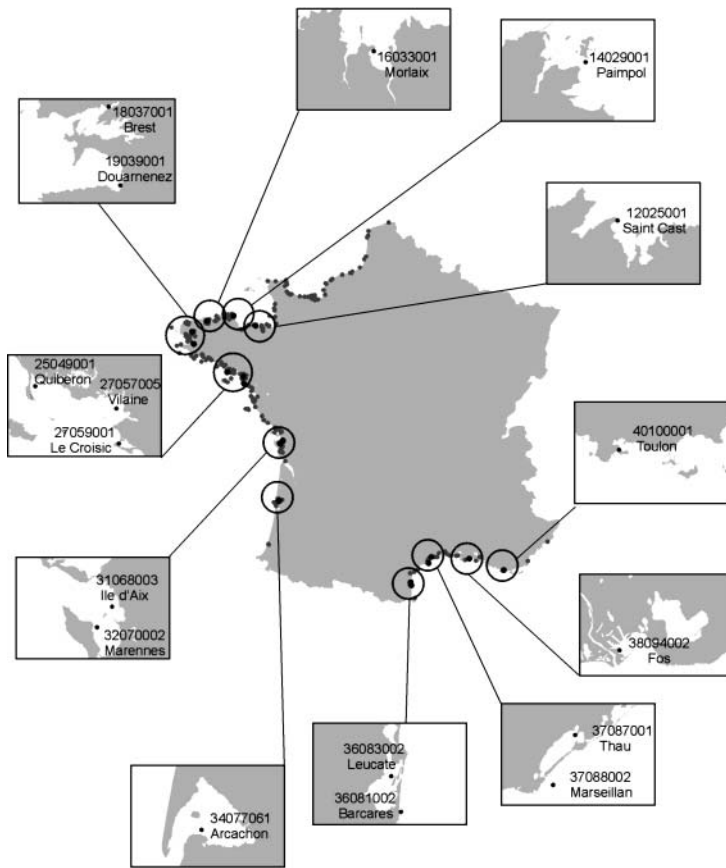 16033001
Morlaix
14029001
Paimpol
18037001
Brest
19039001
Douarnenez
12025001
Saint Cast
25049001
Quiberon
27057005
Vilaine
27059001
Le Croisic
40100001
Toulon
31068003
Ile d'Aix
32070002
Marennes
38094002
Fos
36083002
Leucate
36081002
Barcares
37087001
Thau
37088002
Marseillan
34077061
Arcachon